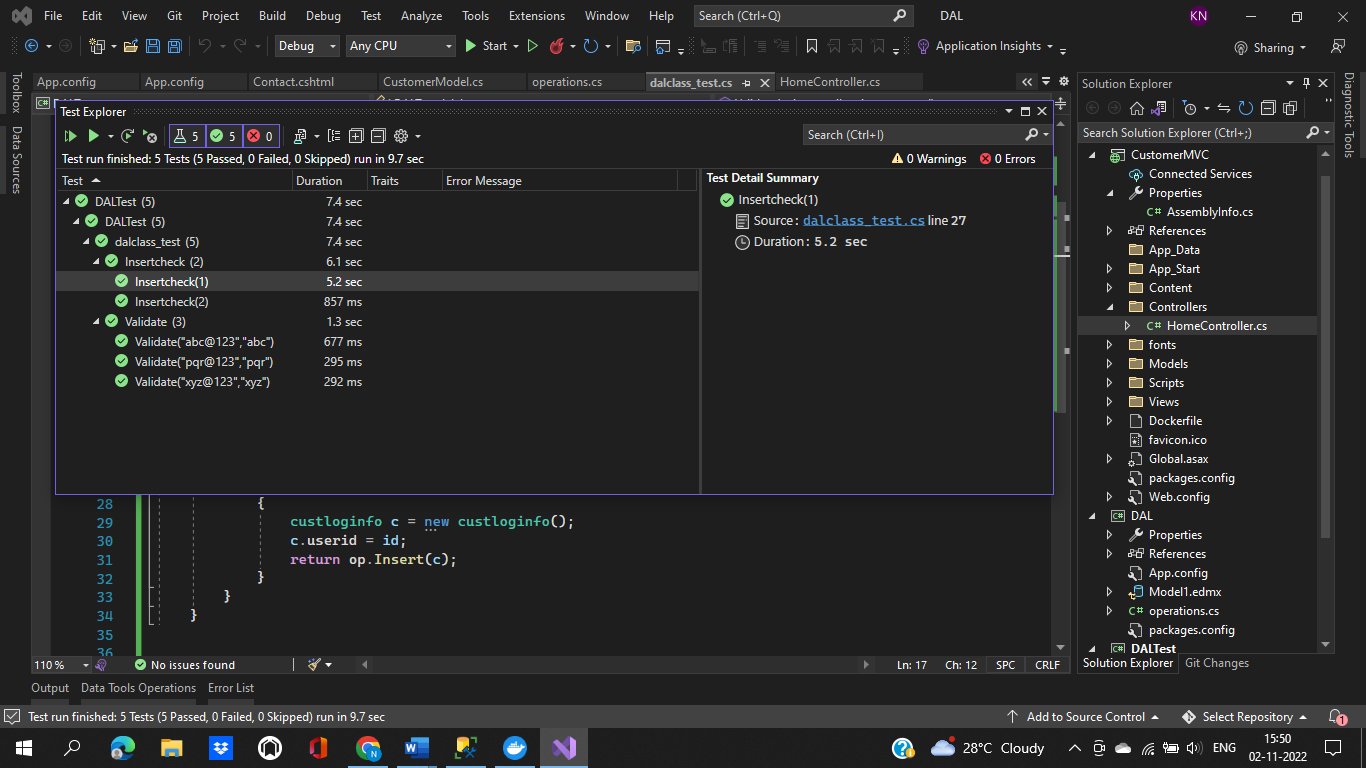 File Edit View Git Project Build Debug Test Analyze Tools Extensions Window Help Search (Ctrl+Q) DAL KN
Debug Any CPU Start Application Insights Sharing
App.config App.config Contact.cshtml CustomerModel.cs operations.cs dalclass_test.cs HomeController.cs
Toolbox
Data Sources
Test Explorer
5 5 0 Search (Ctrl+I)
Test run finished: 5 Tests (5 Passed, 0 Failed, 0 Skipped) run in 9.7 sec 0 Warnings 0 Errors
Test Duration Traits Error Message
DALTest (5) 7.4 sec
DALTest (5) 7.4 sec
dalclass_test (5) 7.4 sec
Insertcheck (2) 6.1 sec
Insertcheck(1) 5.2 sec
Insertcheck(2) 857 ms
Validate (3) 1.3 sec
Validate("abc@123","abc") 677 ms
Validate("pqr@123","pqr") 295 ms
Validate("xyz@123","xyz") 292 ms
Test Detail Summary
Insertcheck(1)
Source: dalclass_test.cs line 27
Duration: 5.2 sec
28 {
29 custloginfo c = new custloginfo();
30 c.userid = id;
31 return op.Insert(c);
32 }
33 }
34 }
35
36
110 % No issues found Ln: 17 Ch: 12 SPC CRLF
Solution Explorer
Search Solution Explorer (Ctrl+;)
CustomerMVC
Connected Services
Properties
C# AssemblyInfo.cs
References
App_Data
App_Start
Content
Controllers
C# HomeController.cs
fonts
Models
Scripts
Views
Dockerfile
favicon.ico
Global.asax
packages.config
Web.config
C# DAL
Properties
References
App.config
Model1.edmx
C# operations.cs
packages.config
C# DALTest
Solution Explorer Git Changes
Diagnostic Tools
Output Data Tools Operations Error List
Test run finished: 5 Tests (5 Passed, 0 Failed, 0 Skipped) run in 9.7 sec Add to Source Control Select Repository 1
28°C Cloudy ENG 15:50
02-11-2022